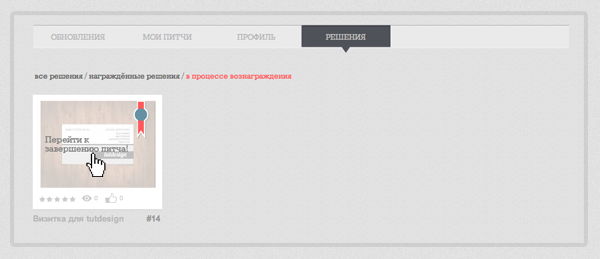 ОБНОВЛЕНИЯ МОИ ПИТЧИ ПРОФИЛЬ РЕШЕНИЯ
все решения / награждённые решения / в процессе вознаграждения
Перейти к
завершению питча!
0 0
Визитка для tutdesign #14